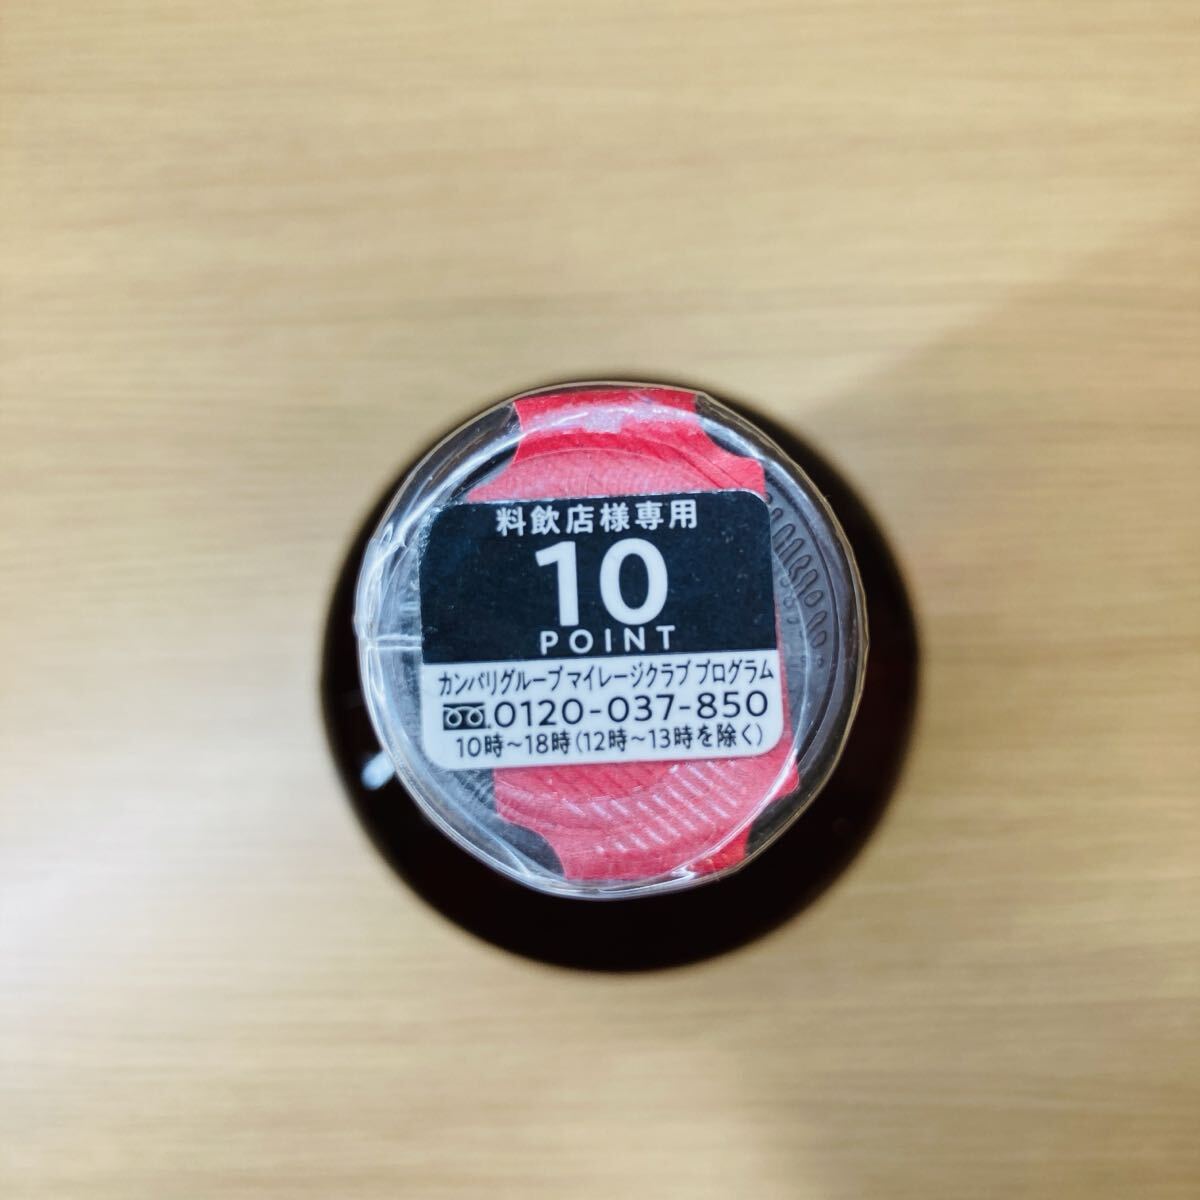 料飲店様専用
10
POINT
カンパリグループ マイレージクラブ プログラム
0120-037-850
10時～18時(12時～13時を除く)